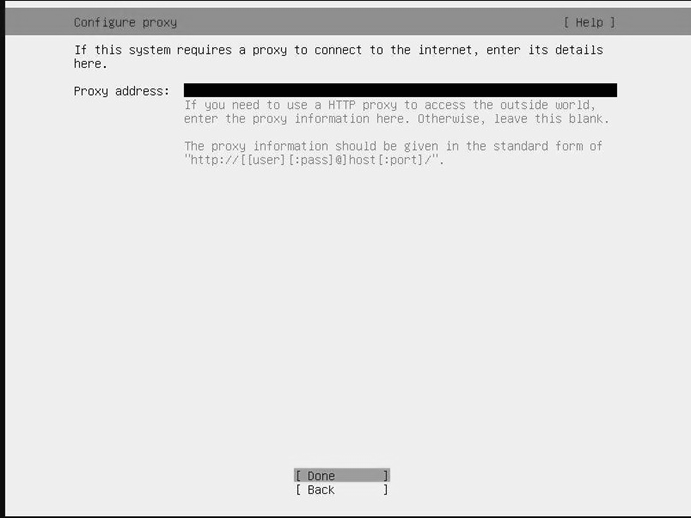 Configure proxy [ Help ]
If this system requires a proxy to connect to the internet, enter its details
here.
Proxy address:
If you need to use a HTTP proxy to access the outside world,
enter the proxy information here. Otherwise, leave this blank.
The proxy information should be given in the standard form of
"http://[[user][:pass]@]host[:port]/".
[ Done ]
[ Back ]